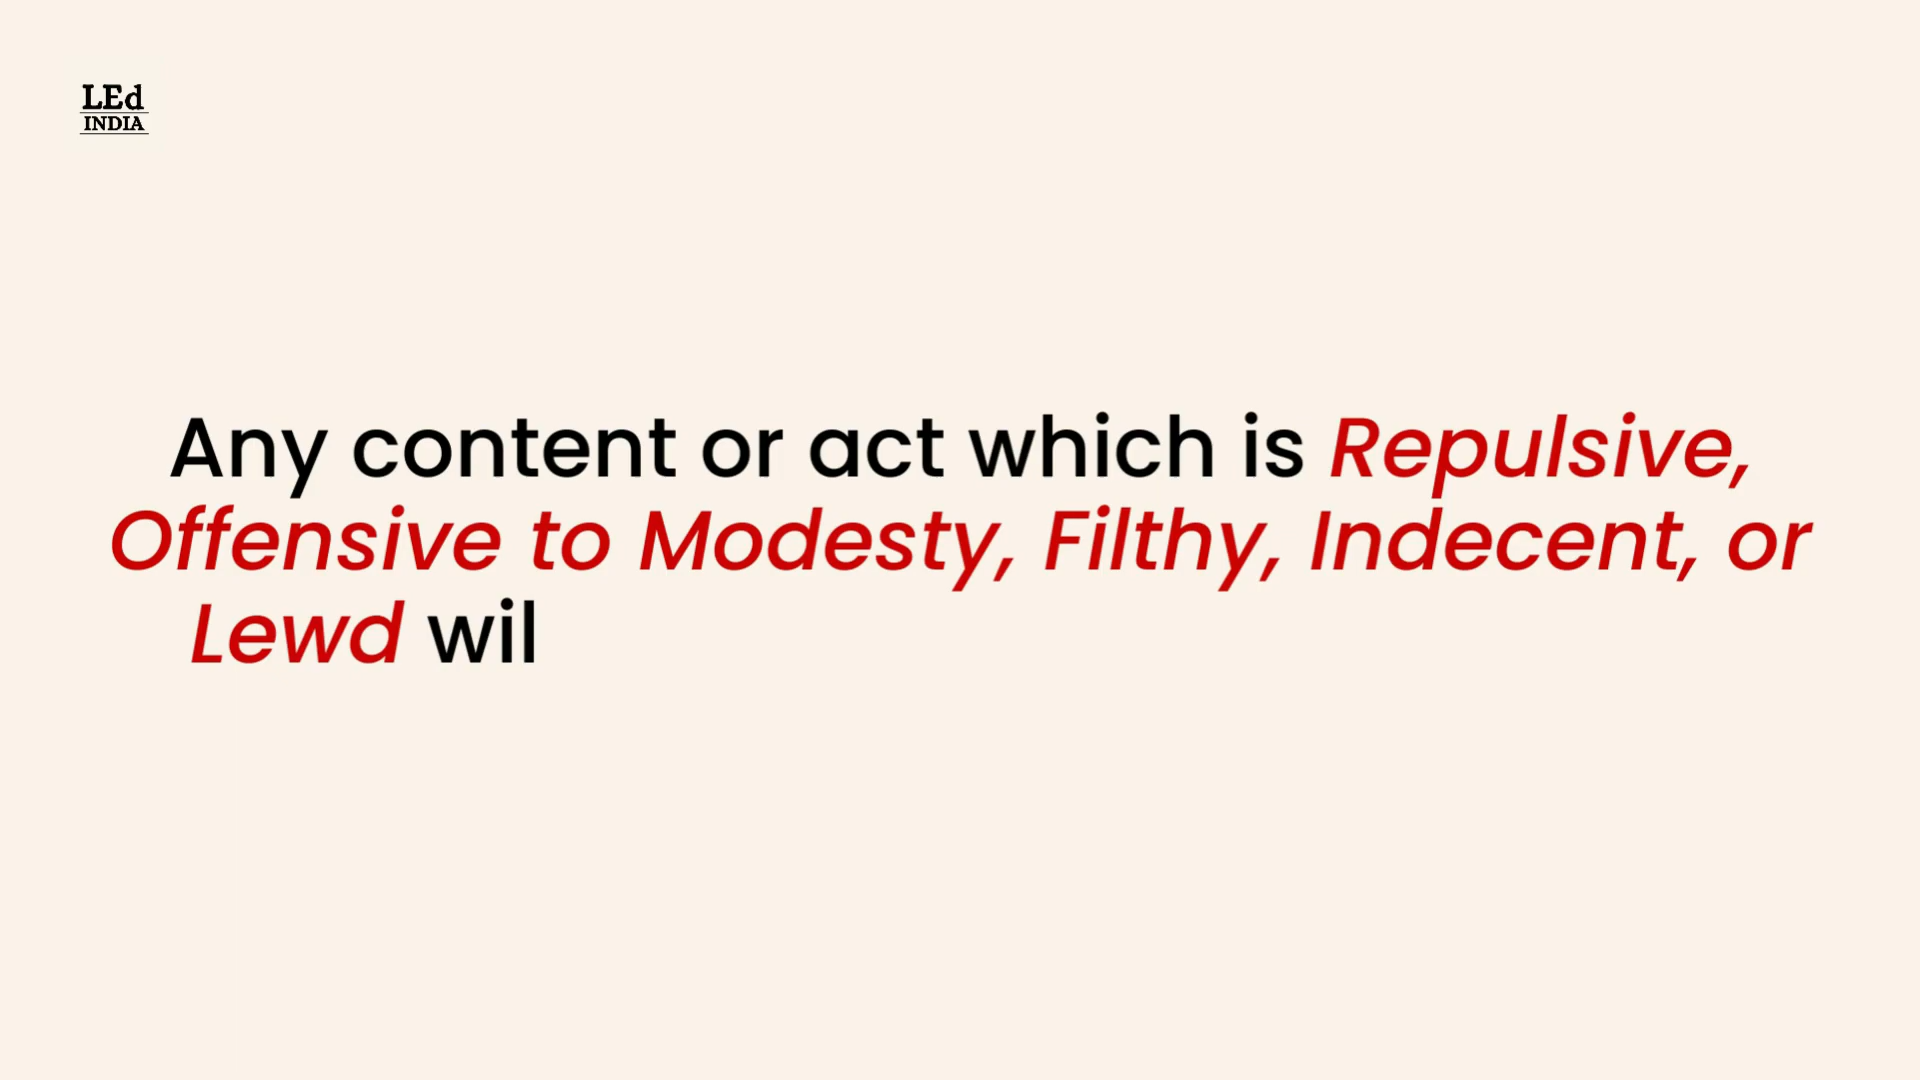 LEd
INDIA
Any content or act which is Repulsive,
Offensive to Modesty, Filthy, Indecent, or
Lewd wil